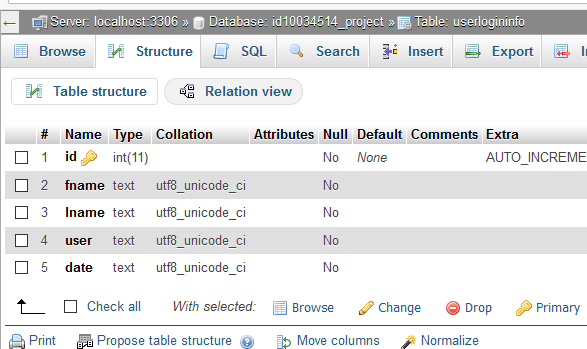 ← Server: localhost:3306 » Database: id10034514_project » Table: userlogininfo
Browse Structure SQL Search Insert Export
Table structure Relation view
# Name Type Collation Attributes Null Default Comments Extra
1 id int(11) No None AUTO_INCREME
2 fname text utf8_unicode_ci No
3 lname text utf8_unicode_ci No
4 user text utf8_unicode_ci No
5 date text utf8_unicode_ci No
Check all With selected: Browse Change Drop Primary
Print Propose table structure Move columns Normalize